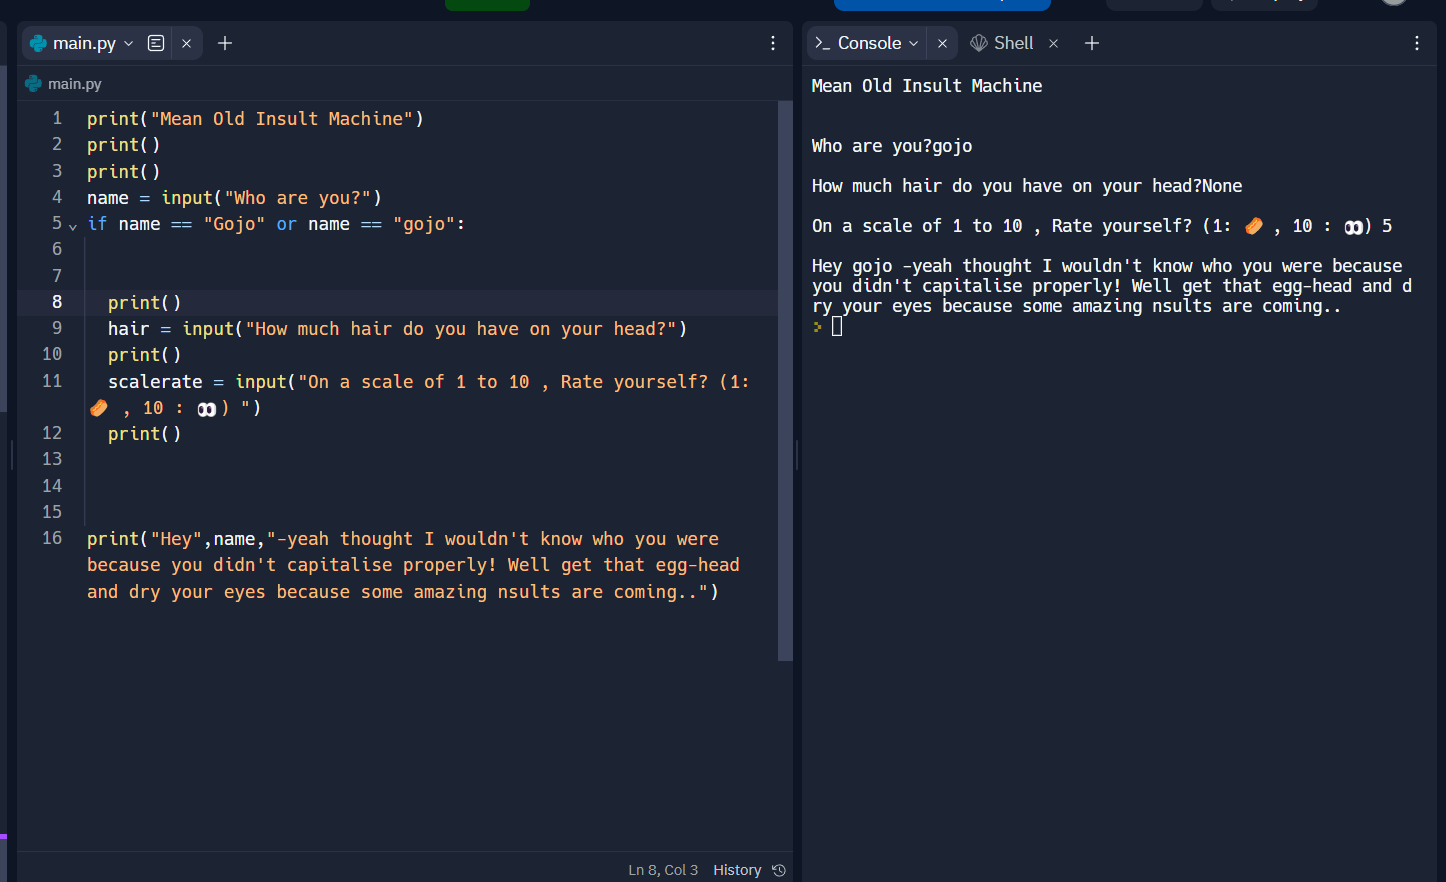 main.py
Console
Shell
main.py
1 print("Mean Old Insult Machine")
2 print()
3 print()
4 name = input("Who are you?")
5 if name == "Gojo" or name == "gojo":
6
7
8 print()
9 hair = input("How much hair do you have on your head?")
10 print()
11 scalerate = input("On a scale of 1 to 10 , Rate yourself? (1:
🌭 , 10 : 👀) ")
12 print()
13
14
15
16 print("Hey",name,"-yeah thought I wouldn't know who you were
because you didn't capitalise properly! Well get that egg-head
and dry your eyes because some amazing nsults are coming..")
Ln 8, Col 3 History
Mean Old Insult Machine
Who are you?gojo
How much hair do you have on your head?None
On a scale of 1 to 10 , Rate yourself? (1: 🌭 , 10 : 👀) 5
Hey gojo -yeah thought I wouldn't know who you were because
you didn't capitalise properly! Well get that egg-head and d
ry your eyes because some amazing nsults are coming..